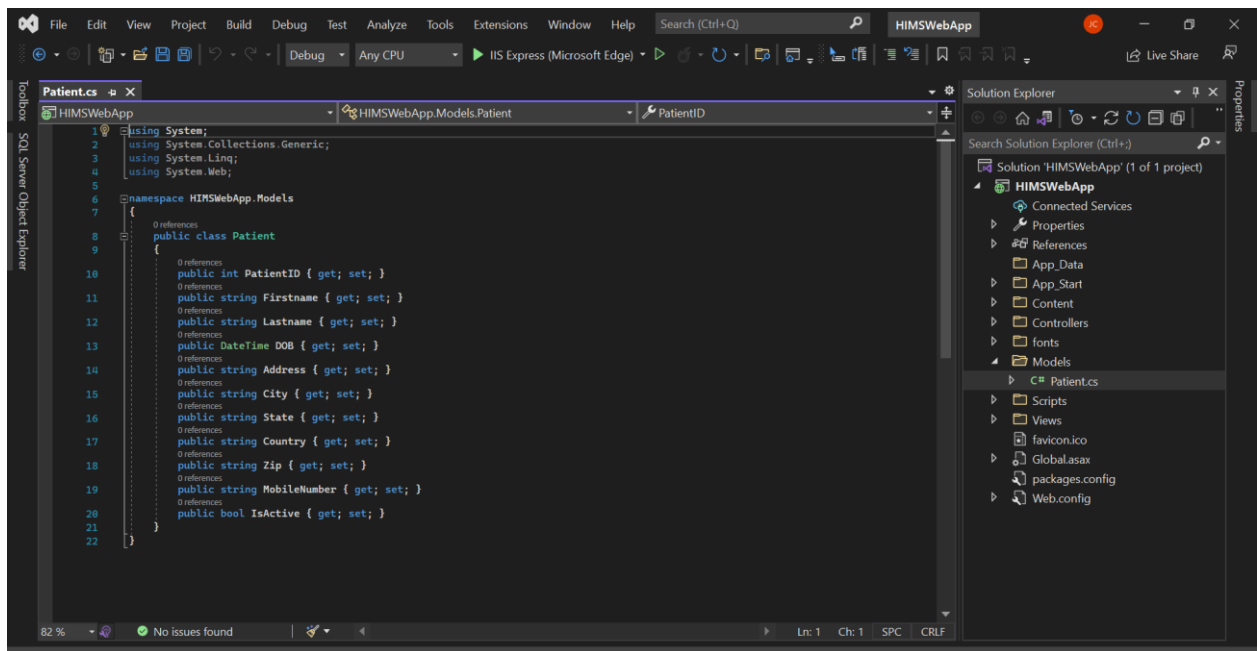 File Edit View Project Build Debug Test Analyze Tools Extensions Window Help Search (Ctrl+Q) HIMSWebApp JC
Debug Any CPU IIS Express (Microsoft Edge) Live Share
Toolbox
SQL Server Object Explorer
Patient.cs
HIMSWebApp HIMSWebApp.Models.Patient PatientID
1 using System;
2 using System.Collections.Generic;
3 using System.Linq;
4 using System.Web;
5
6 namespace HIMSWebApp.Models
7 {
0 references
8 public class Patient
9 {
0 references
10 public int PatientID { get; set; }
0 references
11 public string Firstname { get; set; }
0 references
12 public string Lastname { get; set; }
0 references
13 public DateTime DOB { get; set; }
0 references
14 public string Address { get; set; }
0 references
15 public string City { get; set; }
0 references
16 public string State { get; set; }
0 references
17 public string Country { get; set; }
0 references
18 public string Zip { get; set; }
0 references
19 public string MobileNumber { get; set; }
0 references
20 public bool IsActive { get; set; }
21 }
22 }
82 % No issues found Ln: 1 Ch: 1 SPC CRLF
Solution Explorer
Search Solution Explorer (Ctrl+;)
Solution 'HIMSWebApp' (1 of 1 project)
HIMSWebApp
Connected Services
Properties
References
App_Data
App_Start
Content
Controllers
fonts
Models
C# Patient.cs
Scripts
Views
favicon.ico
Global.asax
packages.config
Web.config
Properties